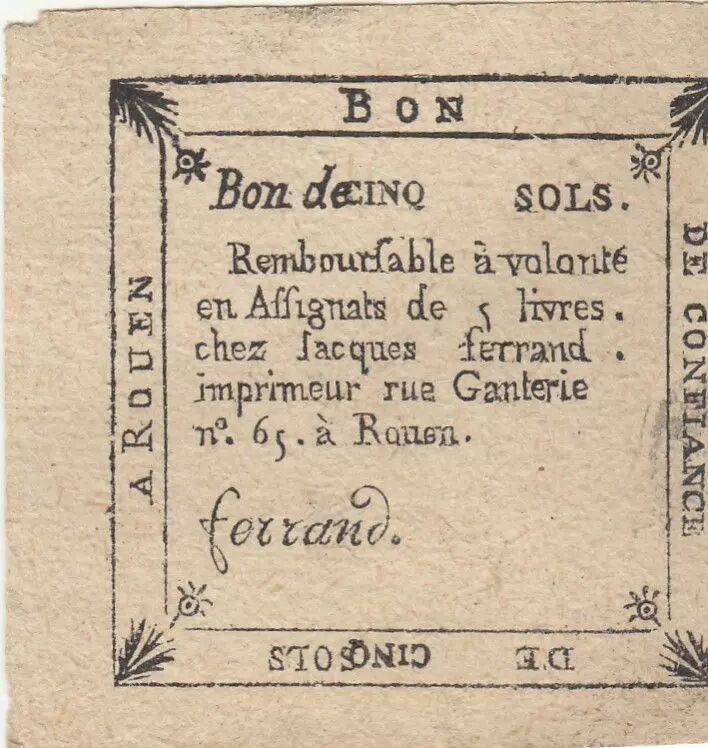 BON
Bon de CINQ SOLS.
Remboursable à volonté
en Assignats de 5 livres.
chez Jacques ferrand.
imprimeur rue Ganterie
n°. 65. à Rouen.
ferrand.
DE CONFIANCE
DE CINQ SOLS
A ROUEN